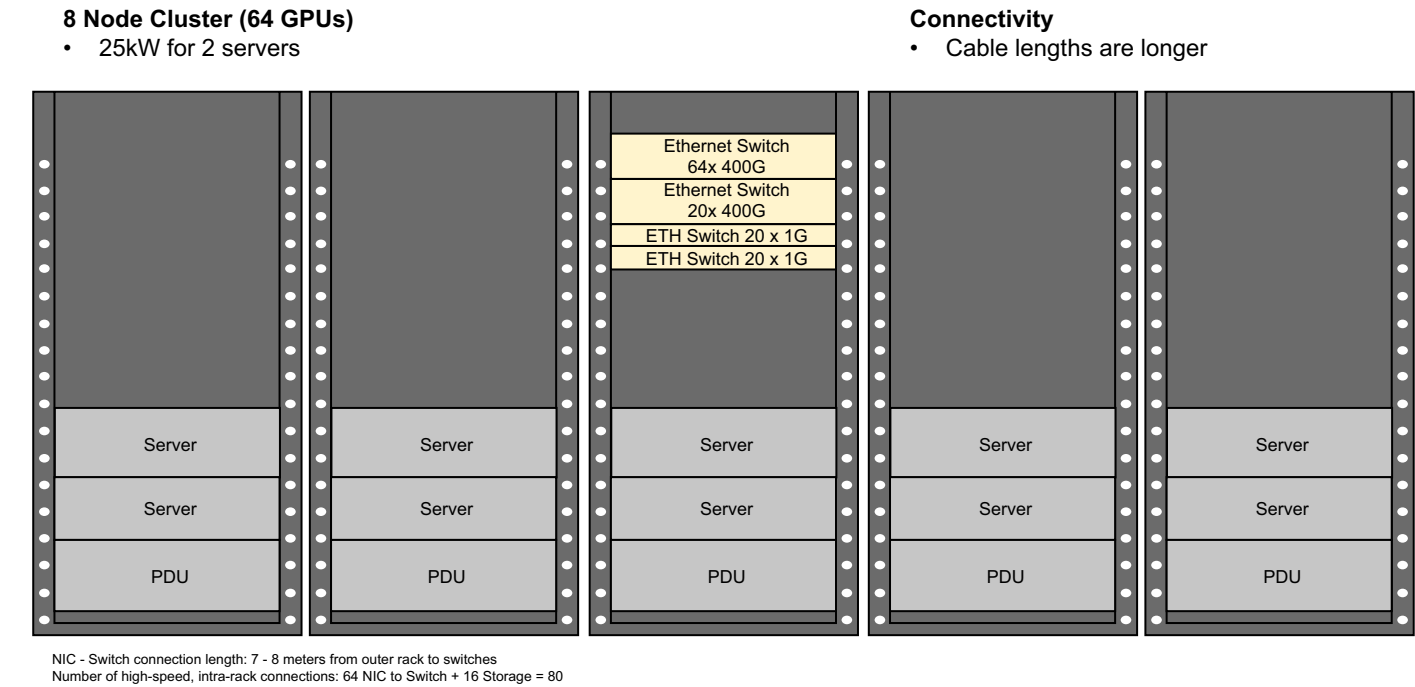 8 Node Cluster (64 GPUs)
• 25kW for 2 servers
Connectivity
• Cable lengths are longer
Ethernet Switch
64x 400G
Ethernet Switch
20x 400G
ETH Switch 20 x 1G
ETH Switch 20 x 1G
Server
Server
Server
Server
Server
Server
Server
Server
Server
Server
PDU
PDU
PDU
PDU
PDU
NIC - Switch connection length: 7 - 8 meters from outer rack to switches
Number of high-speed, intra-rack connections: 64 NIC to Switch + 16 Storage = 80